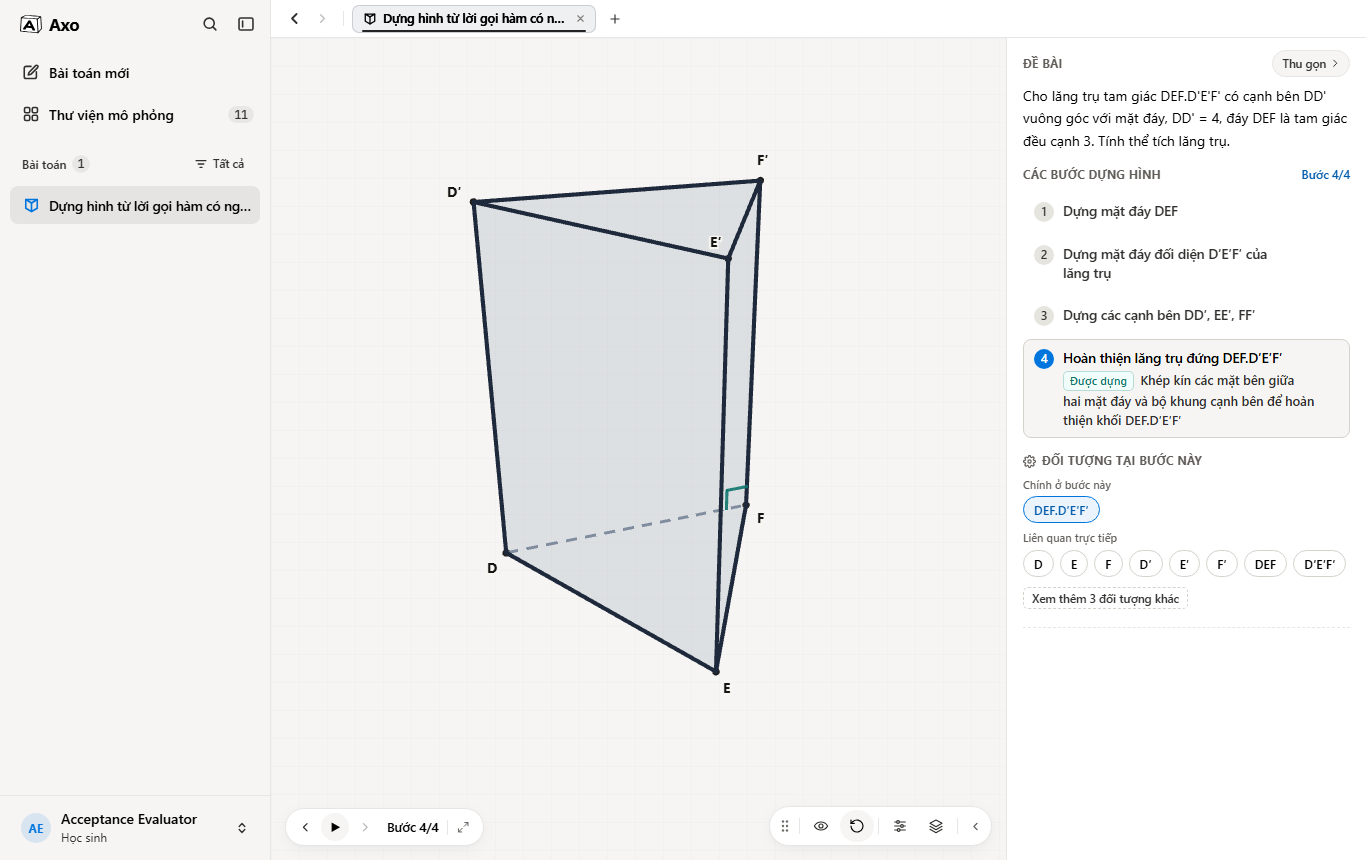 Axo
Bài toán mới
Thư viện mô phỏng 11
Bài toán 1 Tất cả
Dựng hình từ lời gọi hàm có ng...
AE Acceptance Evaluator
Học sinh
Dựng hình từ lời gọi hàm có n...
F′
D′
E′
F
D
E
Bước 4/4
ĐỀ BÀI Thu gọn
Cho lăng trụ tam giác DEF.D'E'F' có cạnh bên DD'
vuông góc với mặt đáy, DD' = 4, đáy DEF là tam giác
đều cạnh 3. Tính thể tích lăng trụ.
CÁC BƯỚC DỰNG HÌNH Bước 4/4
1 Dựng mặt đáy DEF
2 Dựng mặt đáy đối diện D′E′F′ của
lăng trụ
3 Dựng các cạnh bên DD′, EE′, FF′
4 Hoàn thiện lăng trụ đứng DEF.D′E′F′
Được dựng Khép kín các mặt bên giữa
hai mặt đáy và bộ khung cạnh bên để hoàn
thiện khối DEF.D′E′F′
ĐỐI TƯỢNG TẠI BƯỚC NÀY
Chính ở bước này
DEF.D′E′F′
Liên quan trực tiếp
D E F D′ E′ F′ DEF D′E′F′
Xem thêm 3 đối tượng khác